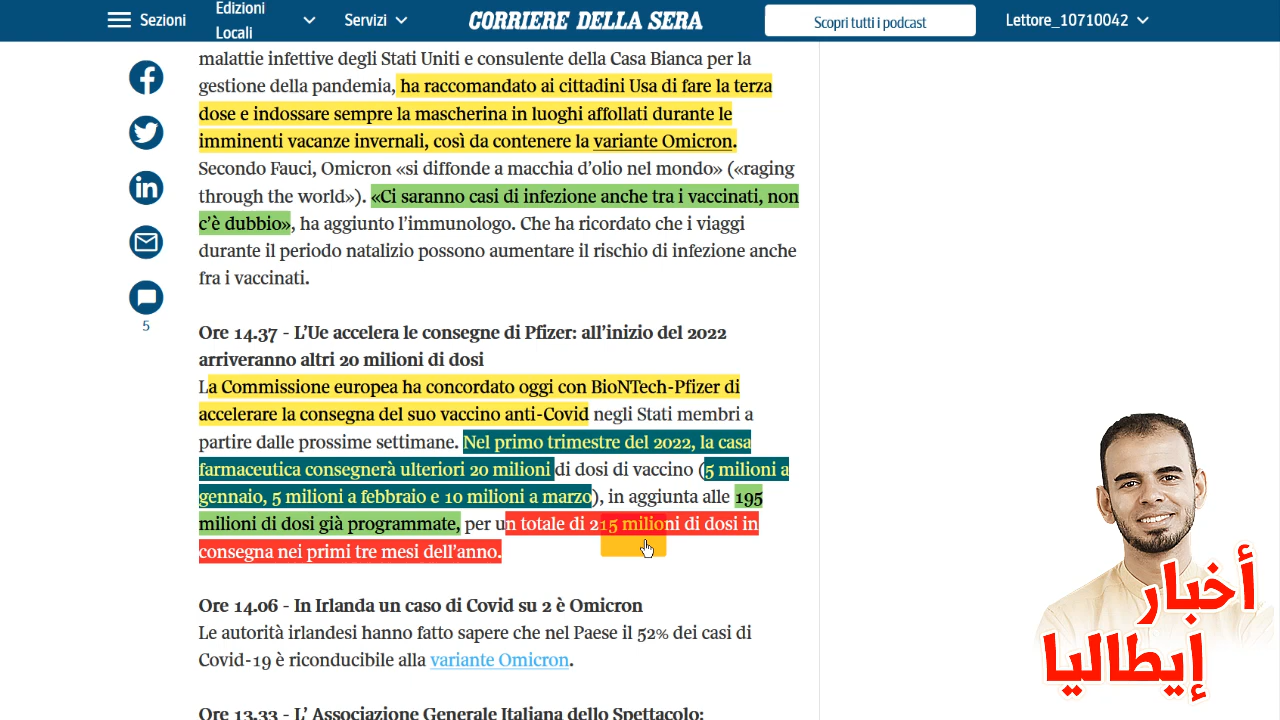 Sezioni
Edizioni
Locali
Servizi
CORRIERE DELLA SERA
Scopri tutti i podcast
Lettore_10710042
malattie infettive degli Stati Uniti e consulente della Casa Bianca per la
gestione della pandemia, ha raccomandato ai cittadini Usa di fare la terza
dose e indossare sempre la mascherina in luoghi affollati durante le
imminenti vacanze invernali, così da contenere la variante Omicron.
Secondo Fauci, Omicron «si diffonde a macchia d’olio nel mondo» («raging
through the world»). «Ci saranno casi di infezione anche tra i vaccinati, non
c’è dubbio», ha aggiunto l’immunologo. Che ha ricordato che i viaggi
durante il periodo natalizio possono aumentare il rischio di infezione anche
fra i vaccinati.
5
Ore 14.37 - L’Ue accelera le consegne di Pfizer: all’inizio del 2022
arriveranno altri 20 milioni di dosi
La Commissione europea ha concordato oggi con BioNTech-Pfizer di
accelerare la consegna del suo vaccino anti-Covid negli Stati membri a
partire dalle prossime settimane. Nel primo trimestre del 2022, la casa
farmaceutica consegnerà ulteriori 20 milioni di dosi di vaccino (5 milioni a
gennaio, 5 milioni a febbraio e 10 milioni a marzo), in aggiunta alle 195
milioni di dosi già programmate, per un totale di 215 milioni di dosi in
consegna nei primi tre mesi dell’anno.
Ore 14.06 - In Irlanda un caso di Covid su 2 è Omicron
Le autorità irlandesi hanno fatto sapere che nel Paese il 52% dei casi di
Covid-19 è riconducibile alla variante Omicron.
Ore 13.33 - L’ Associazione Generale Italiana dello Spettacolo:
أخبار
إيطاليا